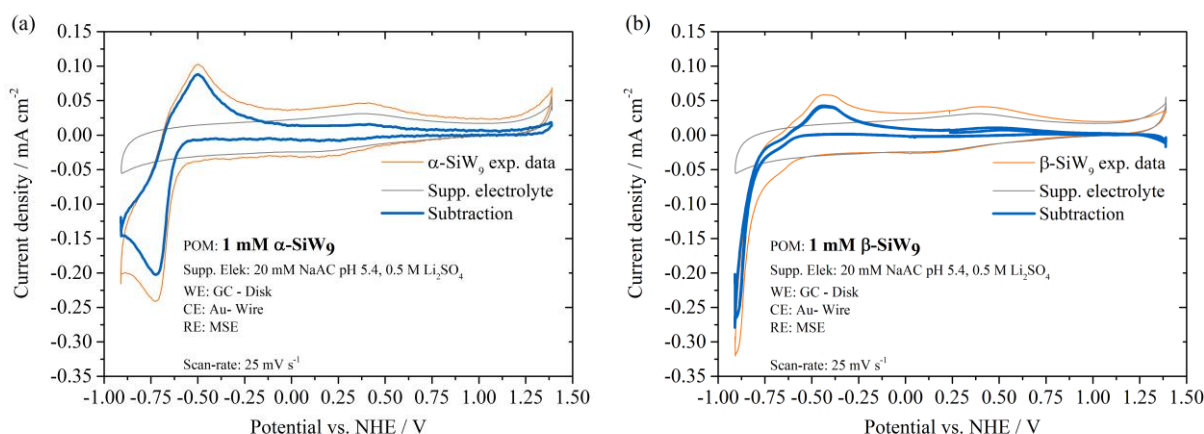 (a)
Current density / mA cm⁻²
0.10
0.05
0.00
-0.05
-0.10
-0.15
-0.20
-0.25
-0.30
-0.35
α-SiW₉ exp. data
Supp. electrolyte
Subtraction
POM: 1 mM α-SiW9
Supp. Elek: 20 mM NaAC pH 5.4, 0.5 M Li₂SO₄
WE: GC - Disk
CE: Au- Wire
RE: MSE
Scan-rate: 25 mV s⁻¹
-1.00 -0.75 -0.50 -0.25 0.00 0.25 0.50 0.75 1.00 1.25 1.50
Potential vs. NHE / V
(b)
Current density / mA cm⁻²
0.15
0.10
0.05
0.00
-0.05
-0.10
-0.15
-0.20
-0.25
-0.30
-0.35
β-SiW₉ exp. data
Supp. electrolyte
Subtraction
POM: 1 mM β-SiW9
Supp. Elek: 20 mM NaAC pH 5.4, 0.5 M Li₂SO₄
WE: GC - Disk
CE: Au- Wire
RE: MSE
Scan-rate: 25 mV s⁻¹
-1.00 -0.75 -0.50 -0.25 0.00 0.25 0.50 0.75 1.00 1.25 1.50
Potential vs. NHE / V